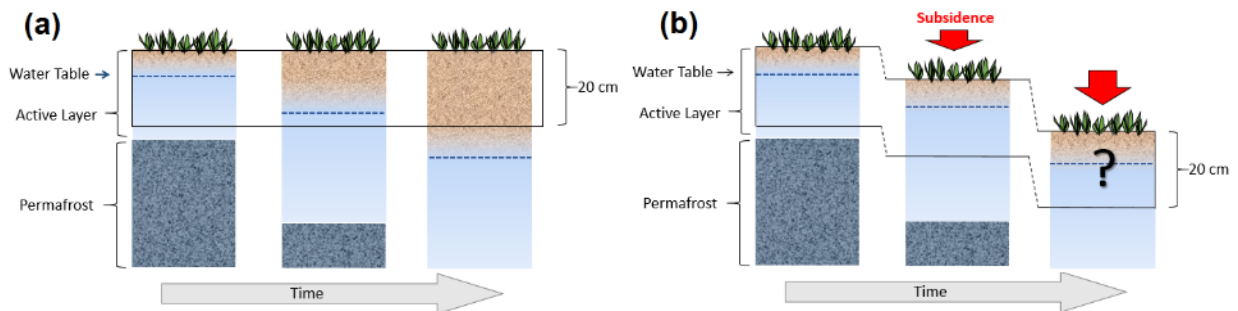 (a)
Water Table
Active Layer
Permafrost
20 cm
Time
(b)
Subsidence
Water Table
Active Layer
Permafrost
?
20 cm
Time